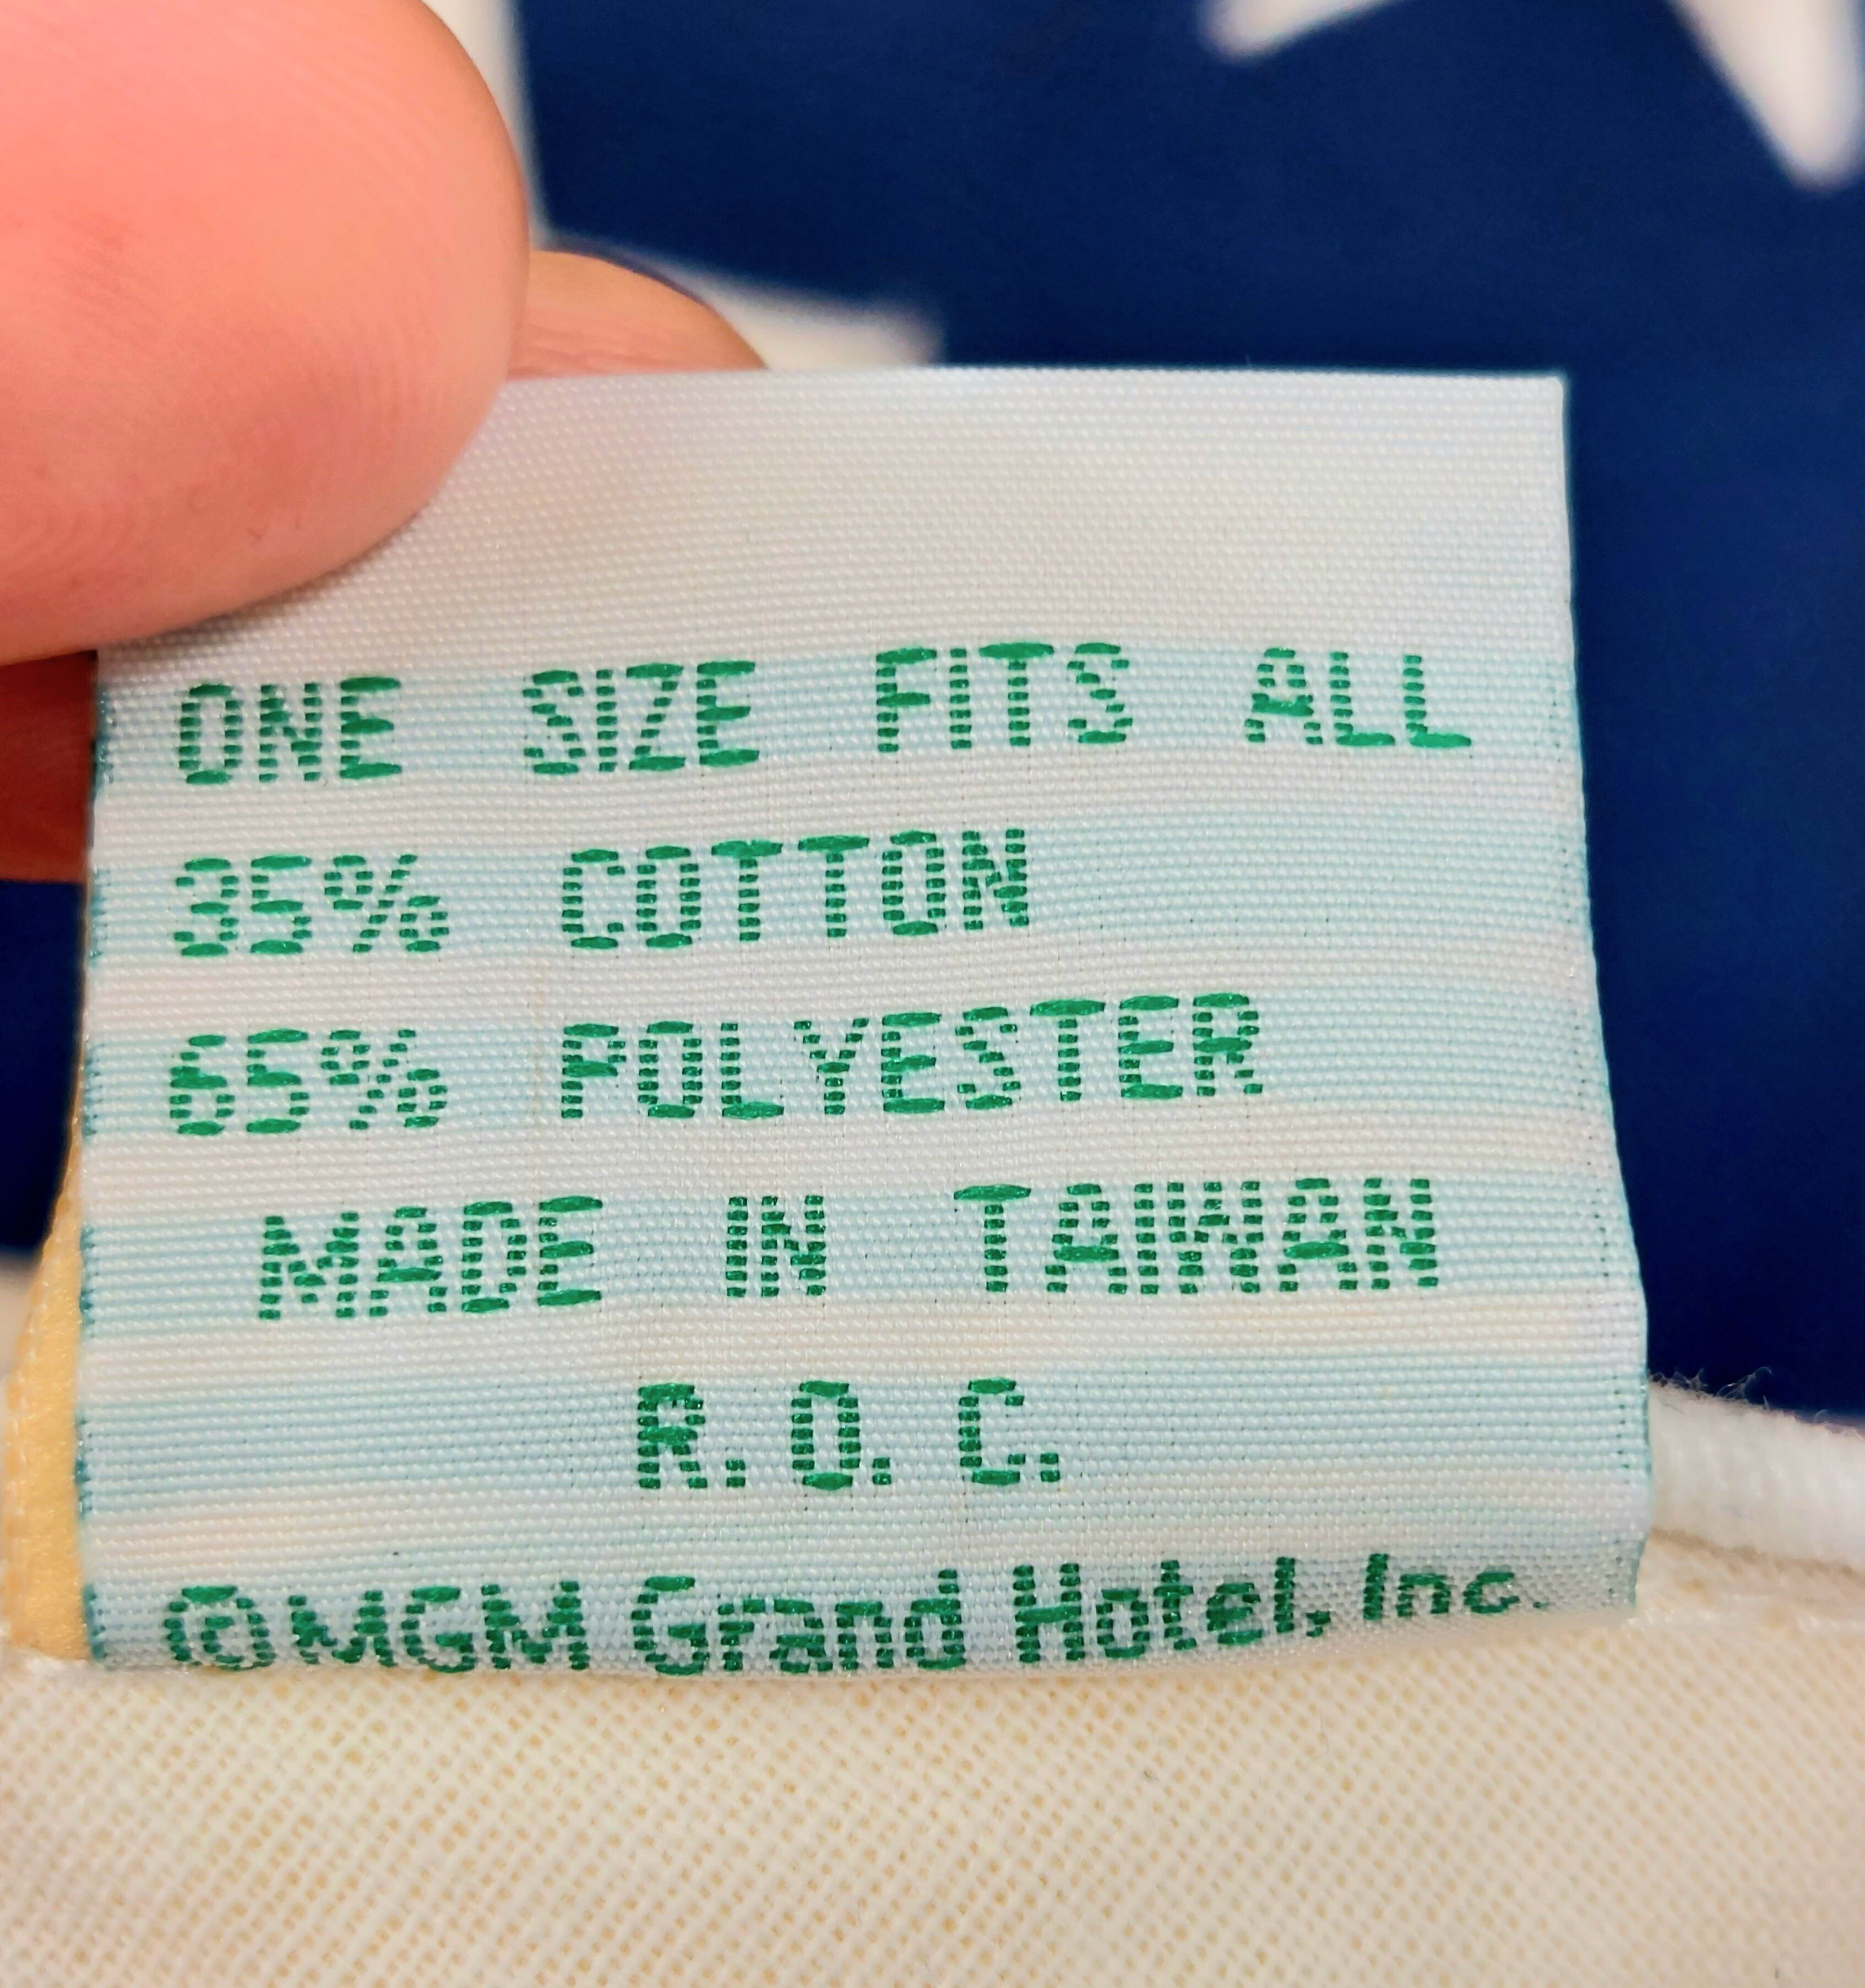 ONE SIZE FITS ALL
35% COTTON
65% POLYESTER
MADE IN TAIWAN
R.O.C.
©MGM Grand Hotel, Inc.